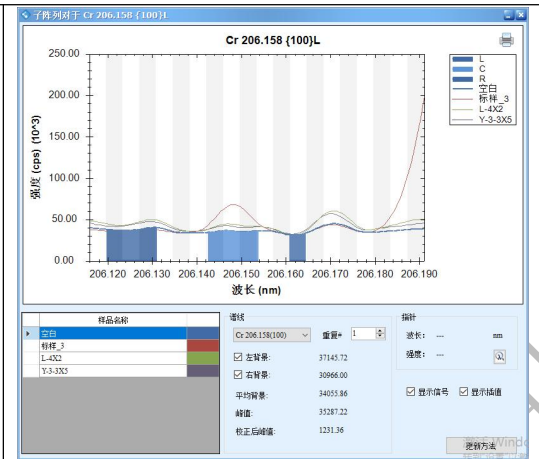 子阵列对于 Cr 206.158 {100}L
Cr 206.158 {100}L
250.00
200.00
150.00
100.00
50.00
0.00
强度 (cps) (10^3)
206.120 206.130 206.140 206.150 206.160 206.170 206.180 206.190
波长 (nm)
L
C
R
空白
标样_3
L-4X2
Y-3-3X5
样品名称
空白
标样_3
L-4X2
Y-3-3X5
谱线
Cr 206.158(100) 重复# 1
左背景: 37145.72
右背景: 30966.00
平均背景: 34055.86
峰值: 35287.22
校正后峰值: 1231.36
指针
波长: --- nm
强度: ---
显示信号 显示插值
更新方法